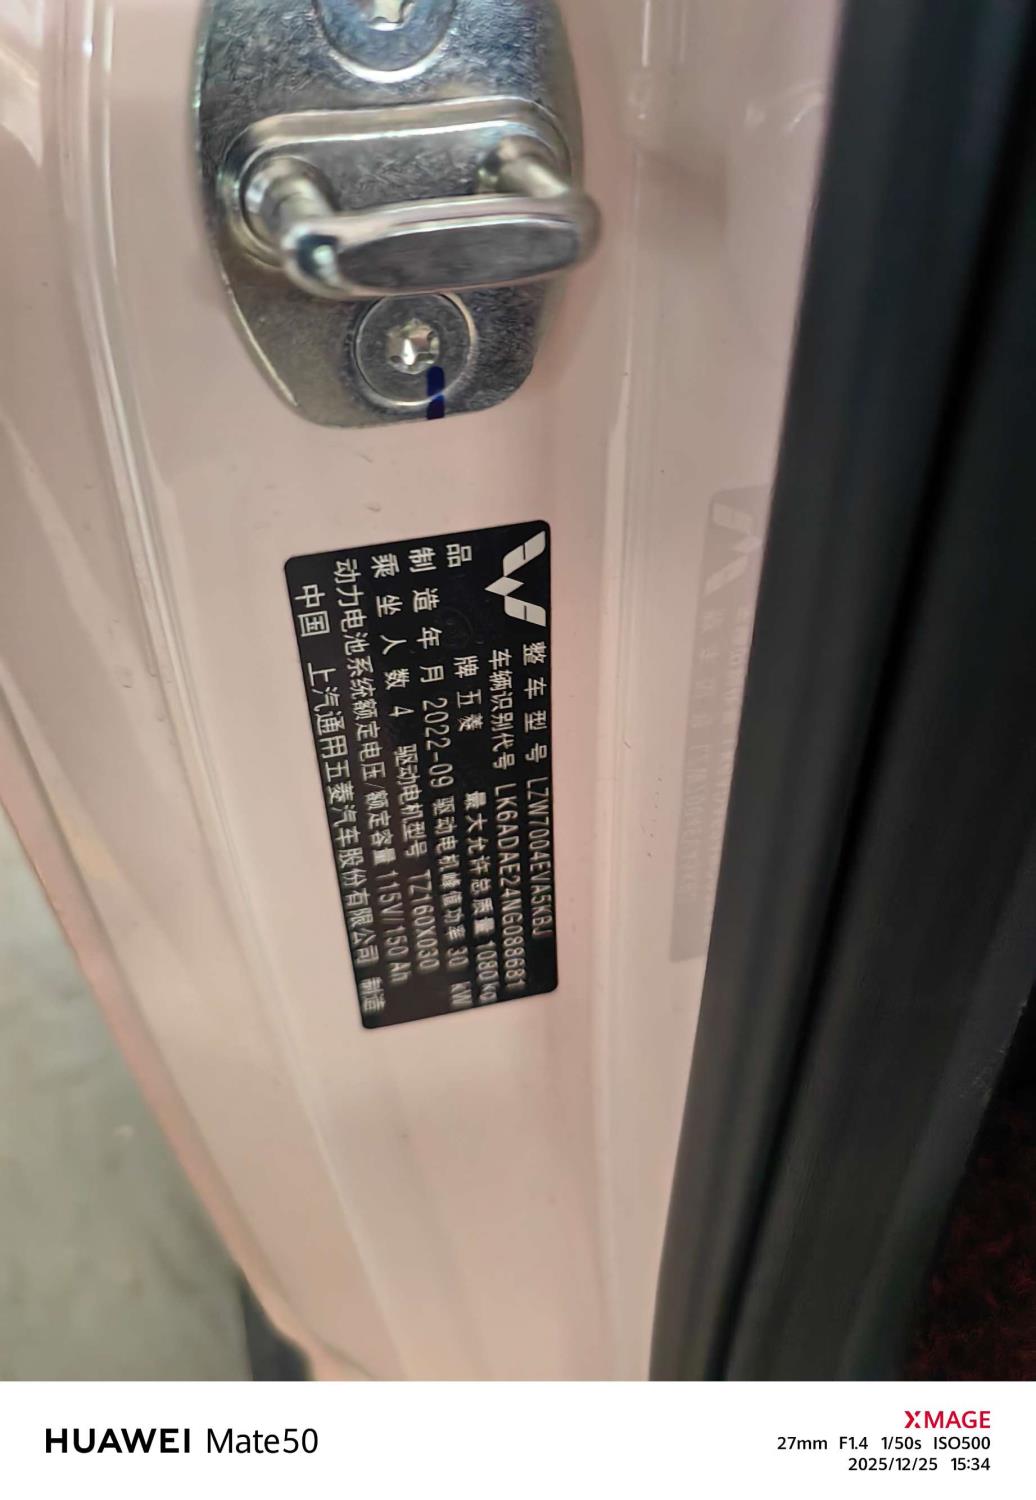 整车型号 LZW7004EVA5KBJ
车辆识别代号 LK6ADAE24NG088681
品牌 五菱 最大允许总质量 1080kg
制造年月 2022-09 驱动电机峰值功率 30 kW
乘坐人数 4 驱动电机型号 TZ160X030
动力电池系统额定电压/额定容量 115V/150 Ah
中国 上汽通用五菱汽车股份有限公司 制造
HUAWEI Mate50
XMAGE
27mm F1.4 1/50s ISO500
2025/12/25 15:34